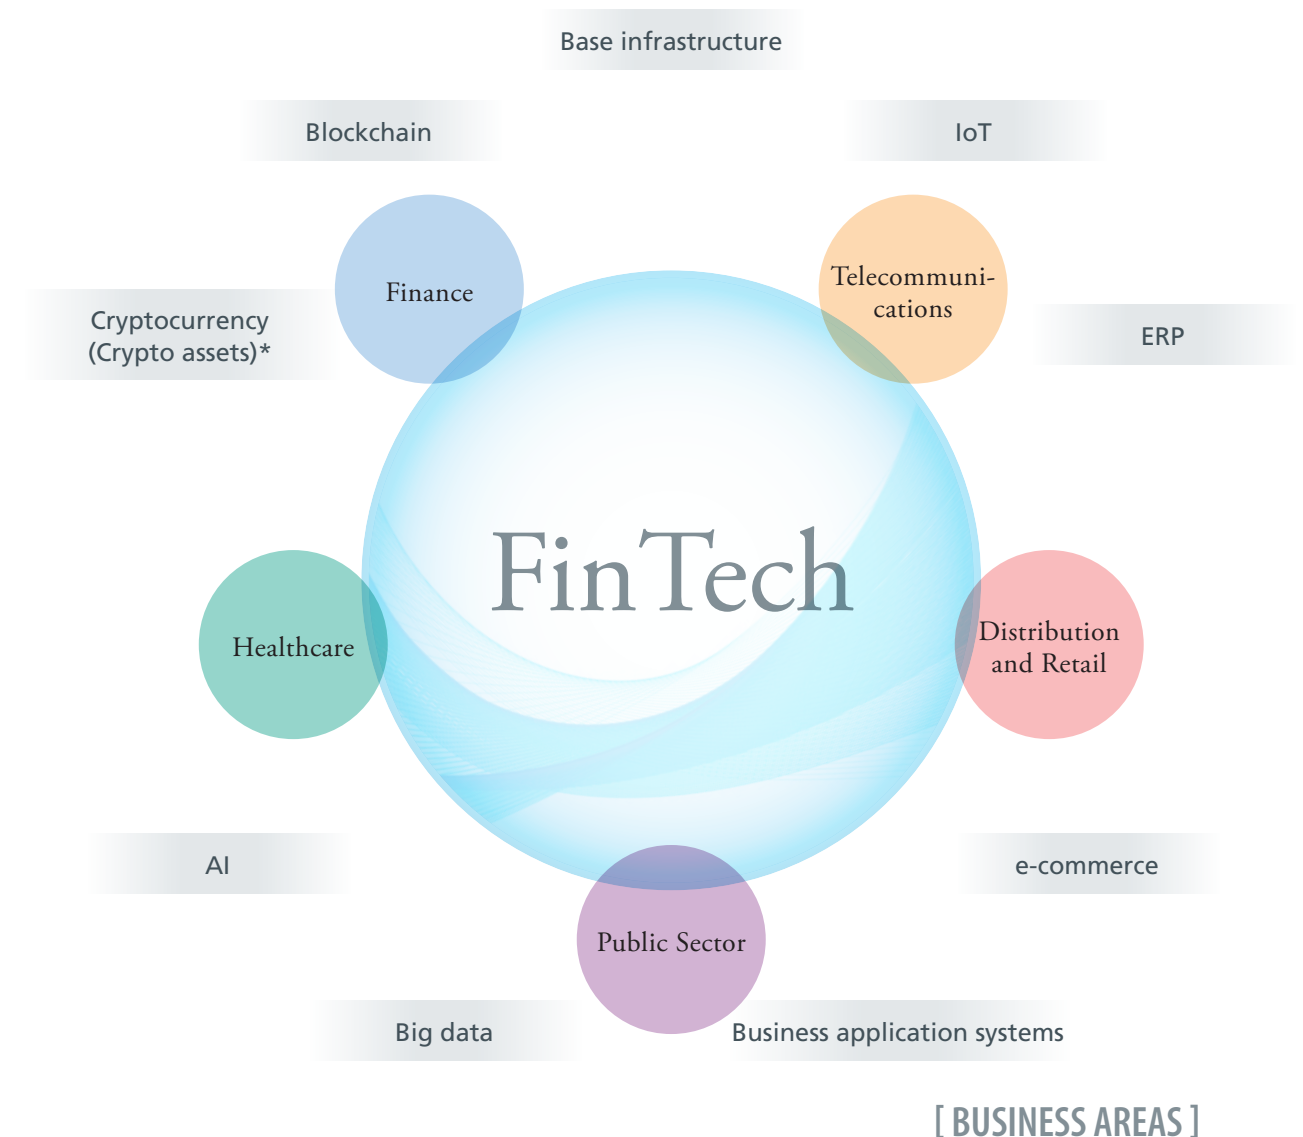 Base infrastructure
Blockchain
IoT
Finance
Telecommuni-
cations
Cryptocurrency
(Crypto assets)*
ERP
FinTech
Healthcare
Distribution
and Retail
AI
e-commerce
Public Sector
Big data
Business application systems
[ BUSINESS AREAS ]